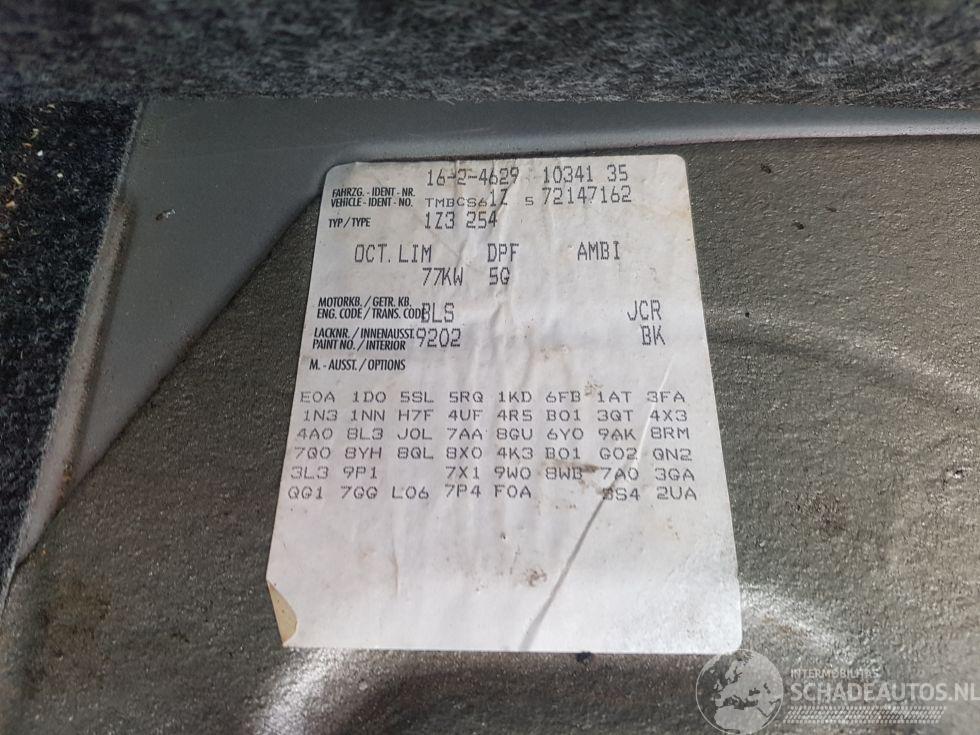 16-2-4629 1034135
FAHRZG. - IDENT - NR.
VEHICLE - IDENT - NO. TMBCS61Z 5 72147162
TYP / TYPE 1Z3 254
OCT. LIM DPF AMBI
77KW 5G
MOTORKB. / GETR. KB.
ENG. CODE / TRANS. CODE BLS JCR
LACKNR. / INNENAUSST.
PAINT NO. / INTERIOR 9202 BK
M. - AUSST. / OPTIONS
E0A 1D0 5SL 5RQ 1KD 6FB 1AT 3FA
1N3 1NN H7F 4UF 4R5 B01 3QT 4X3
4A0 8L3 J0L 7AA 8GU 6Y0 9AK 8RM
7Q0 8YH 8QL 8X0 4K3 B01 G02 QN2
3L3 9P1 7X1 9W0 8WB 7A0 3GA
QG1 7GG L06 7P4 F0A 3S4 2UA
INTERMOBILITAS
SCHADEAUTOS.NL